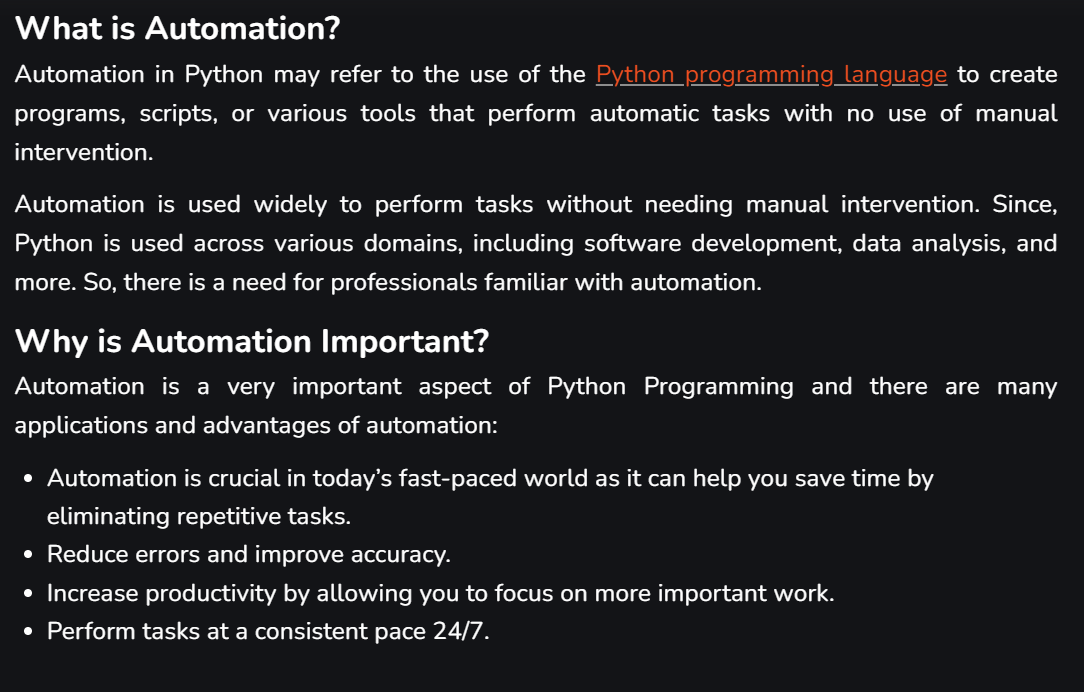 What is Automation?
Automation in Python may refer to the use of the Python programming language to create
programs, scripts, or various tools that perform automatic tasks with no use of manual
intervention.
Automation is used widely to perform tasks without needing manual intervention. Since,
Python is used across various domains, including software development, data analysis, and
more. So, there is a need for professionals familiar with automation.
Why is Automation Important?
Automation is a very important aspect of Python Programming and there are many
applications and advantages of automation:
• Automation is crucial in today’s fast-paced world as it can help you save time by
eliminating repetitive tasks.
• Reduce errors and improve accuracy.
• Increase productivity by allowing you to focus on more important work.
• Perform tasks at a consistent pace 24/7.